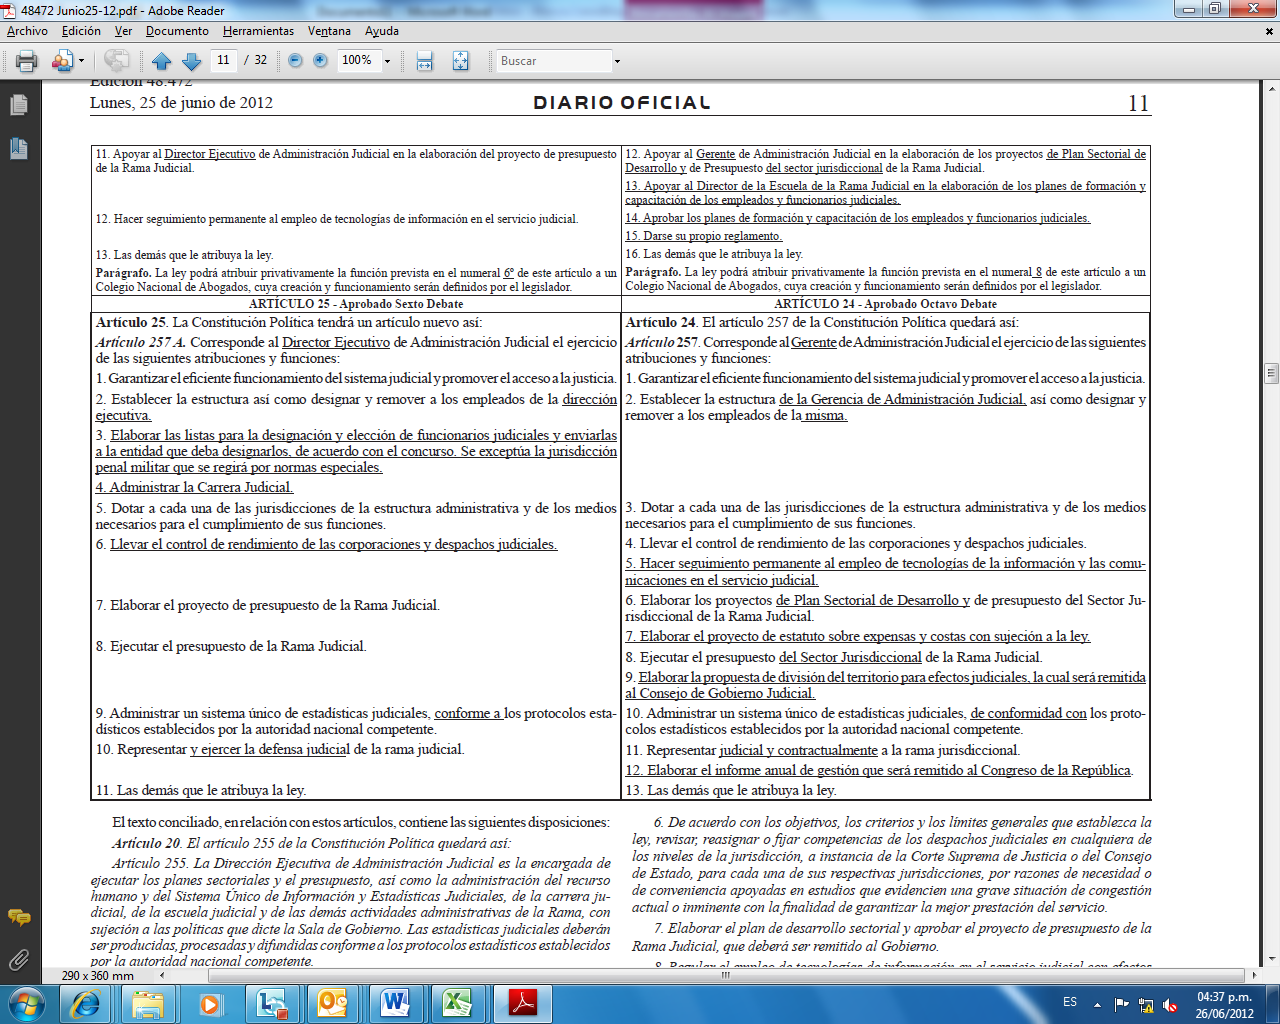 48472 Junio25-12.pdf - Adobe Reader
Archivo Edición Ver Documento Herramientas Ventana Ayuda
11 / 32 100% Buscar
Edición 48.472
Lunes, 25 de junio de 2012 DIARIO OFICIAL 11
11. Apoyar al Director Ejecutivo de Administración Judicial en la elaboración del proyecto de presupuesto
de la Rama Judicial.
12. Hacer seguimiento permanente al empleo de tecnologías de información en el servicio judicial.
13. Las demás que le atribuya la ley.
Parágrafo. La ley podrá atribuir privativamente la función prevista en el numeral 6º de este artículo a un
Colegio Nacional de Abogados, cuya creación y funcionamiento serán definidos por el legislador.
12. Apoyar al Gerente de Administración Judicial en la elaboración de los proyectos de Plan Sectorial de
Desarrollo y de Presupuesto del sector jurisdiccional de la Rama Judicial.
13. Apoyar al Director de la Escuela de la Rama Judicial en la elaboración de los planes de formación y
capacitación de los empleados y funcionarios judiciales.
14. Aprobar los planes de formación y capacitación de los empleados y funcionarios judiciales.
15. Darse su propio reglamento.
16. Las demás que le atribuya la ley.
Parágrafo. La ley podrá atribuir privativamente la función prevista en el numeral 8 de este artículo a un
Colegio Nacional de Abogados, cuya creación y funcionamiento serán definidos por el legislador.
ARTÍCULO 25 - Aprobado Sexto Debate
ARTÍCULO 24 - Aprobado Octavo Debate
Artículo 25. La Constitución Política tendrá un artículo nuevo así:
Artículo 257 A. Corresponde al Director Ejecutivo de Administración Judicial el ejercicio
de las siguientes atribuciones y funciones:
1. Garantizar el eficiente funcionamiento del sistema judicial y promover el acceso a la justicia.
2. Establecer la estructura así como designar y remover a los empleados de la dirección
ejecutiva.
3. Elaborar las listas para la designación y elección de funcionarios judiciales y enviarlas
a la entidad que deba designarlos, de acuerdo con el concurso. Se exceptúa la jurisdicción
penal militar que se regirá por normas especiales.
4. Administrar la Carrera Judicial.
5. Dotar a cada una de las jurisdicciones de la estructura administrativa y de los medios
necesarios para el cumplimiento de sus funciones.
6. Llevar el control de rendimiento de las corporaciones y despachos judiciales.
7. Elaborar el proyecto de presupuesto de la Rama Judicial.
8. Ejecutar el presupuesto de la Rama Judicial.
9. Administrar un sistema único de estadísticas judiciales, conforme a los protocolos esta-
dísticos establecidos por la autoridad nacional competente.
10. Representar y ejercer la defensa judicial de la rama judicial.
11. Las demás que le atribuya la ley.
Artículo 24. El artículo 257 de la Constitución Política quedará así:
Artículo 257. Corresponde al Gerente de Administración Judicial el ejercicio de las siguientes
atribuciones y funciones:
1. Garantizar el eficiente funcionamiento del sistema judicial y promover el acceso a la justicia.
2. Establecer la estructura de la Gerencia de Administración Judicial, así como designar y
remover a los empleados de la misma.
3. Dotar a cada una de las jurisdicciones de la estructura administrativa y de los medios
necesarios para el cumplimiento de sus funciones.
4. Llevar el control de rendimiento de las corporaciones y despachos judiciales.
5. Hacer seguimiento permanente al empleo de tecnologías de la información y las comu-
nicaciones en el servicio judicial.
6. Elaborar los proyectos de Plan Sectorial de Desarrollo y de presupuesto del Sector Ju-
risdiccional de la Rama Judicial.
7. Elaborar el proyecto de estatuto sobre expensas y costas con sujeción a la ley.
8. Ejecutar el presupuesto del Sector Jurisdiccional de la Rama Judicial.
9. Elaborar la propuesta de división del territorio para efectos judiciales, la cual será remitida
al Consejo de Gobierno Judicial.
10. Administrar un sistema único de estadísticas judiciales, de conformidad con los proto-
colos estadísticos establecidos por la autoridad nacional competente.
11. Representar judicial y contractualmente a la rama jurisdiccional.
12. Elaborar el informe anual de gestión que será remitido al Congreso de la República.
13. Las demás que le atribuya la ley.
El texto conciliado, en relación con estos artículos, contiene las siguientes disposiciones:
Artículo 20. El artículo 255 de la Constitución Política quedará así:
Artículo 255. La Dirección Ejecutiva de Administración Judicial es la encargada de
ejecutar los planes sectoriales y el presupuesto, así como la administración del recurso
humano y del Sistema Único de Información y Estadísticas Judiciales, de la carrera ju-
dicial, de la escuela judicial y de las demás actividades administrativas de la Rama, con
sujeción a las políticas que dicte la Sala de Gobierno. Las estadísticas judiciales deberán
ser producidas, procesadas y difundidas conforme a los protocolos estadísticos establecidos
por la autoridad nacional competente.
6. De acuerdo con los objetivos, los criterios y los límites generales que establezca la
ley, revisar, reasignar o fijar competencias de los despachos judiciales en cualquiera de
los niveles de la jurisdicción, a instancia de la Corte Suprema de Justicia o del Consejo
de Estado, para cada una de sus respectivas jurisdicciones, por razones de necesidad o
de conveniencia apoyadas en estudios que evidencien una grave situación de congestión
actual o inminente con la finalidad de garantizar la mejor prestación del servicio.
7. Elaborar el plan de desarrollo sectorial y aprobar el proyecto de presupuesto de la
Rama Judicial, que deberá ser remitido al Gobierno.
8. Regular el empleo de tecnologías de información en el servicio judicial con efectos
290 x 360 mm
ES 04:37 p.m.
26/06/2012